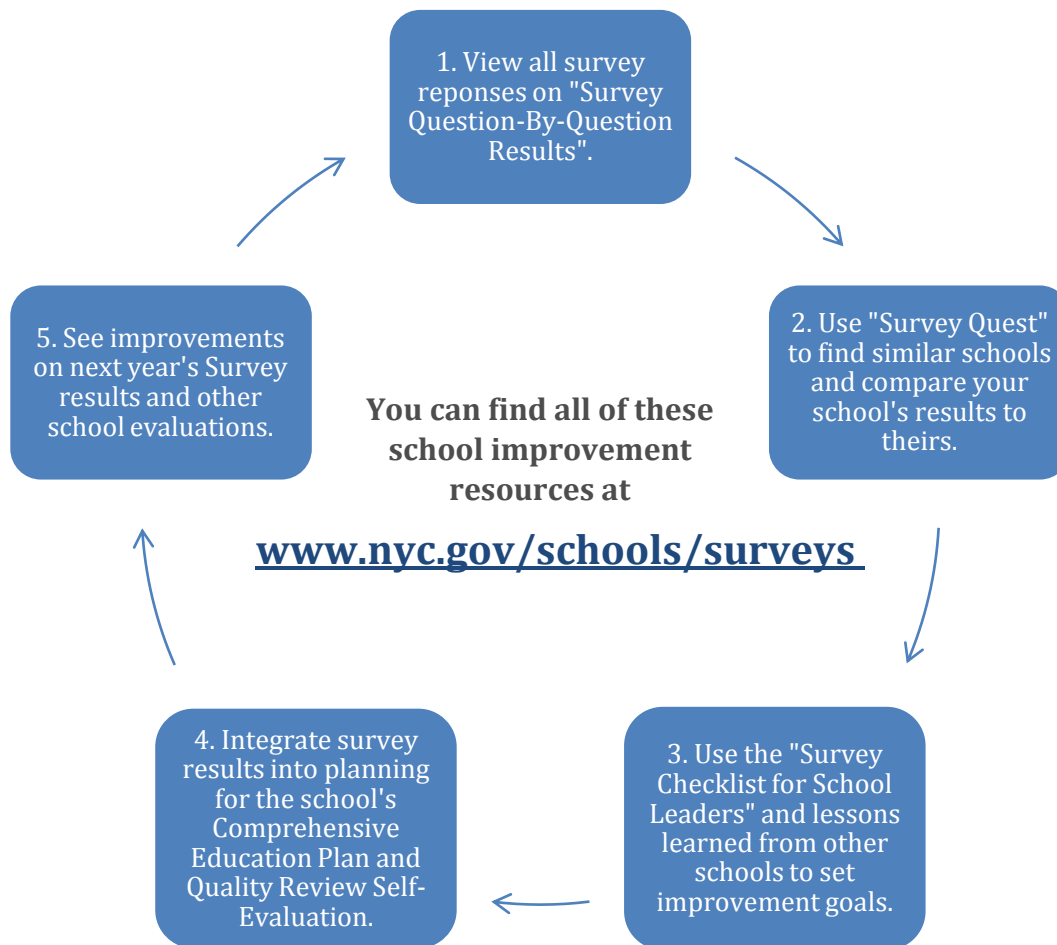 1. View all survey
reponses on "Survey
Question-By-Question
Results".
2. Use "Survey Quest"
to find similar schools
and compare your
school's results to
theirs.
3. Use the "Survey
Checklist for School
Leaders" and lessons
learned from other
schools to set
improvement goals.
4. Integrate survey
results into planning
for the school's
Comprehensive
Education Plan and
Quality Review Self-
Evaluation.
5. See improvements
on next year's Survey
results and other
school evaluations.
You can find all of these
school improvement
resources at
www.nyc.gov/schools/surveys